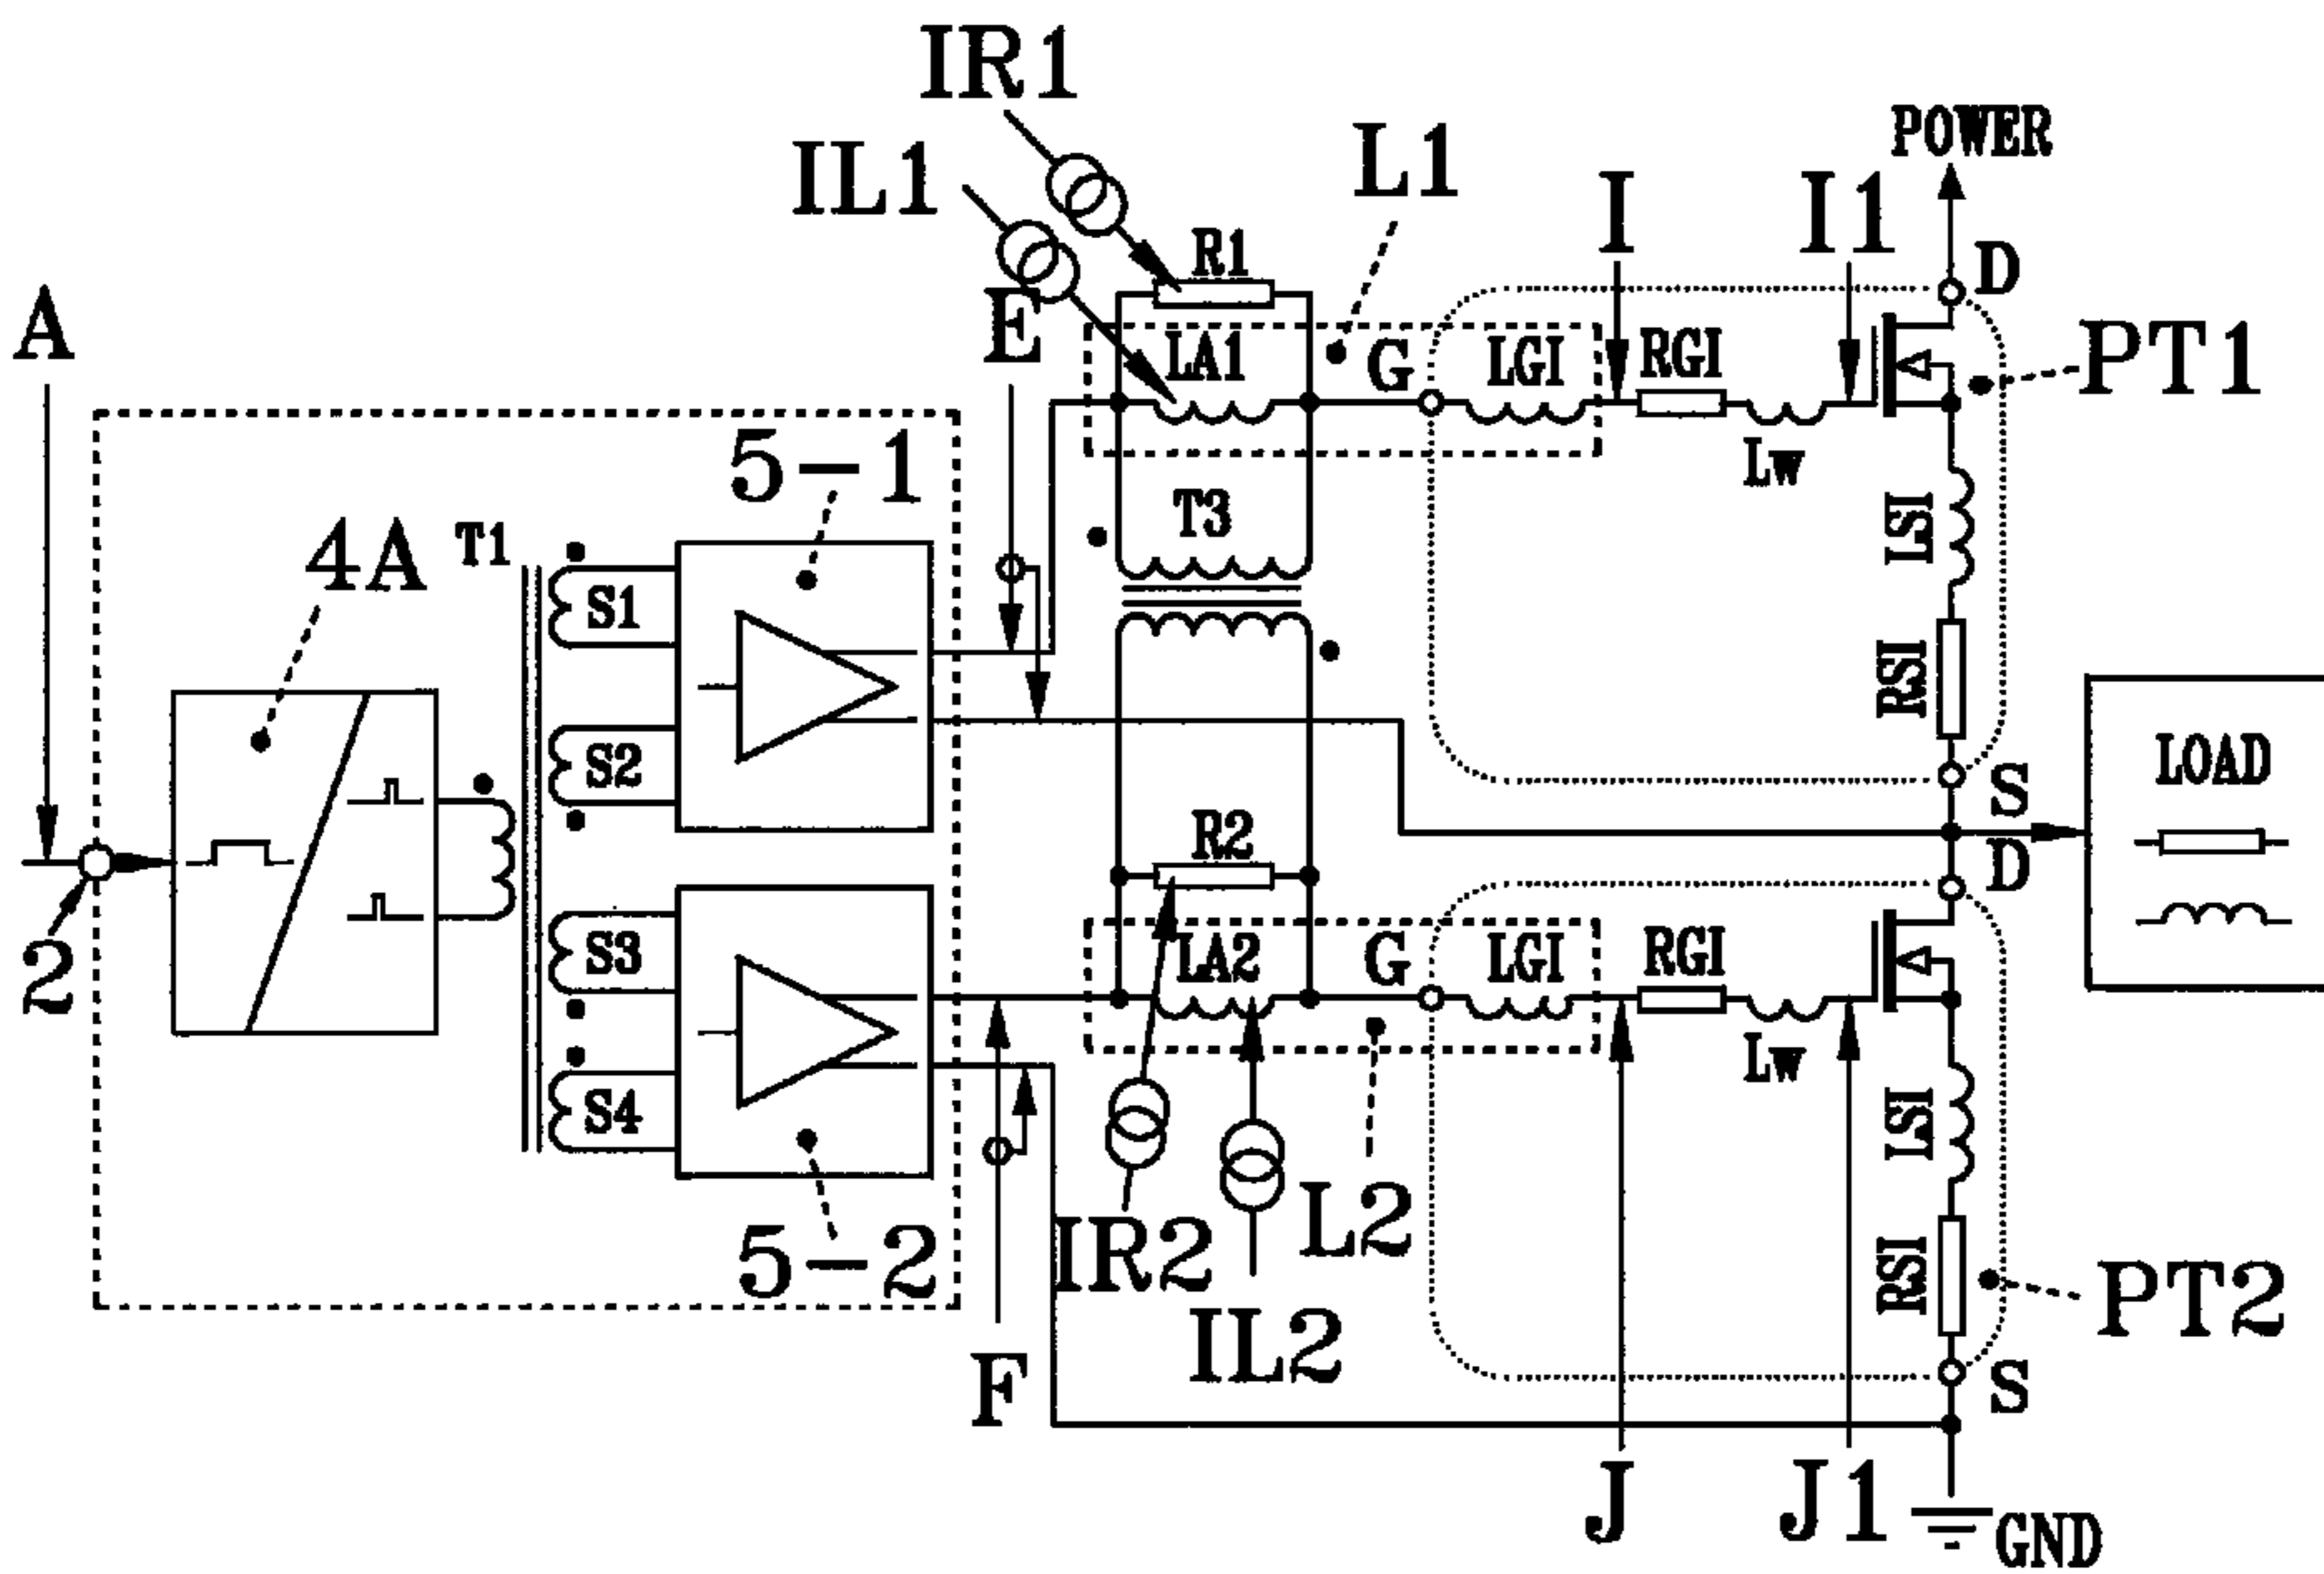 IR1
POWER
IL1
L1
I
I1
R1
D
A
E
LA1
G
LGI
RGI
PT1
5-1
Lw
4A
T1
T3
LSI
S1
RSI
S2
S
LOAD
R2
D
2
S3
LA2
G
LGI
RGI
Lw
S4
LSI
5-2
IR2
L2
RSI
PT2
IL2
F
S
J
J1
GND